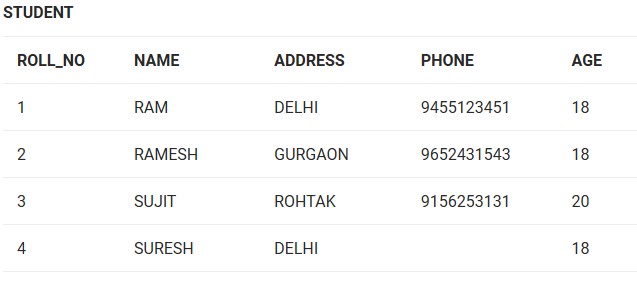 STUDENT
ROLL_NO NAME ADDRESS PHONE AGE
1 RAM DELHI 9455123451 18
2 RAMESH GURGAON 9652431543 18
3 SUJIT ROHTAK 9156253131 20
4 SURESH DELHI 18